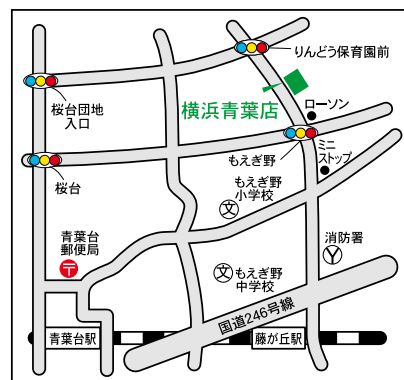 りんどう保育園前
桜台団地
入口
横浜青葉店
ローソン
もえぎ野
ミニ
ストップ
桜台
もえぎ野
小学校
文
青葉台
郵便局
〒
消防署
Y
文
もえぎ野
中学校
国道246号線
青葉台駅
藤が丘駅